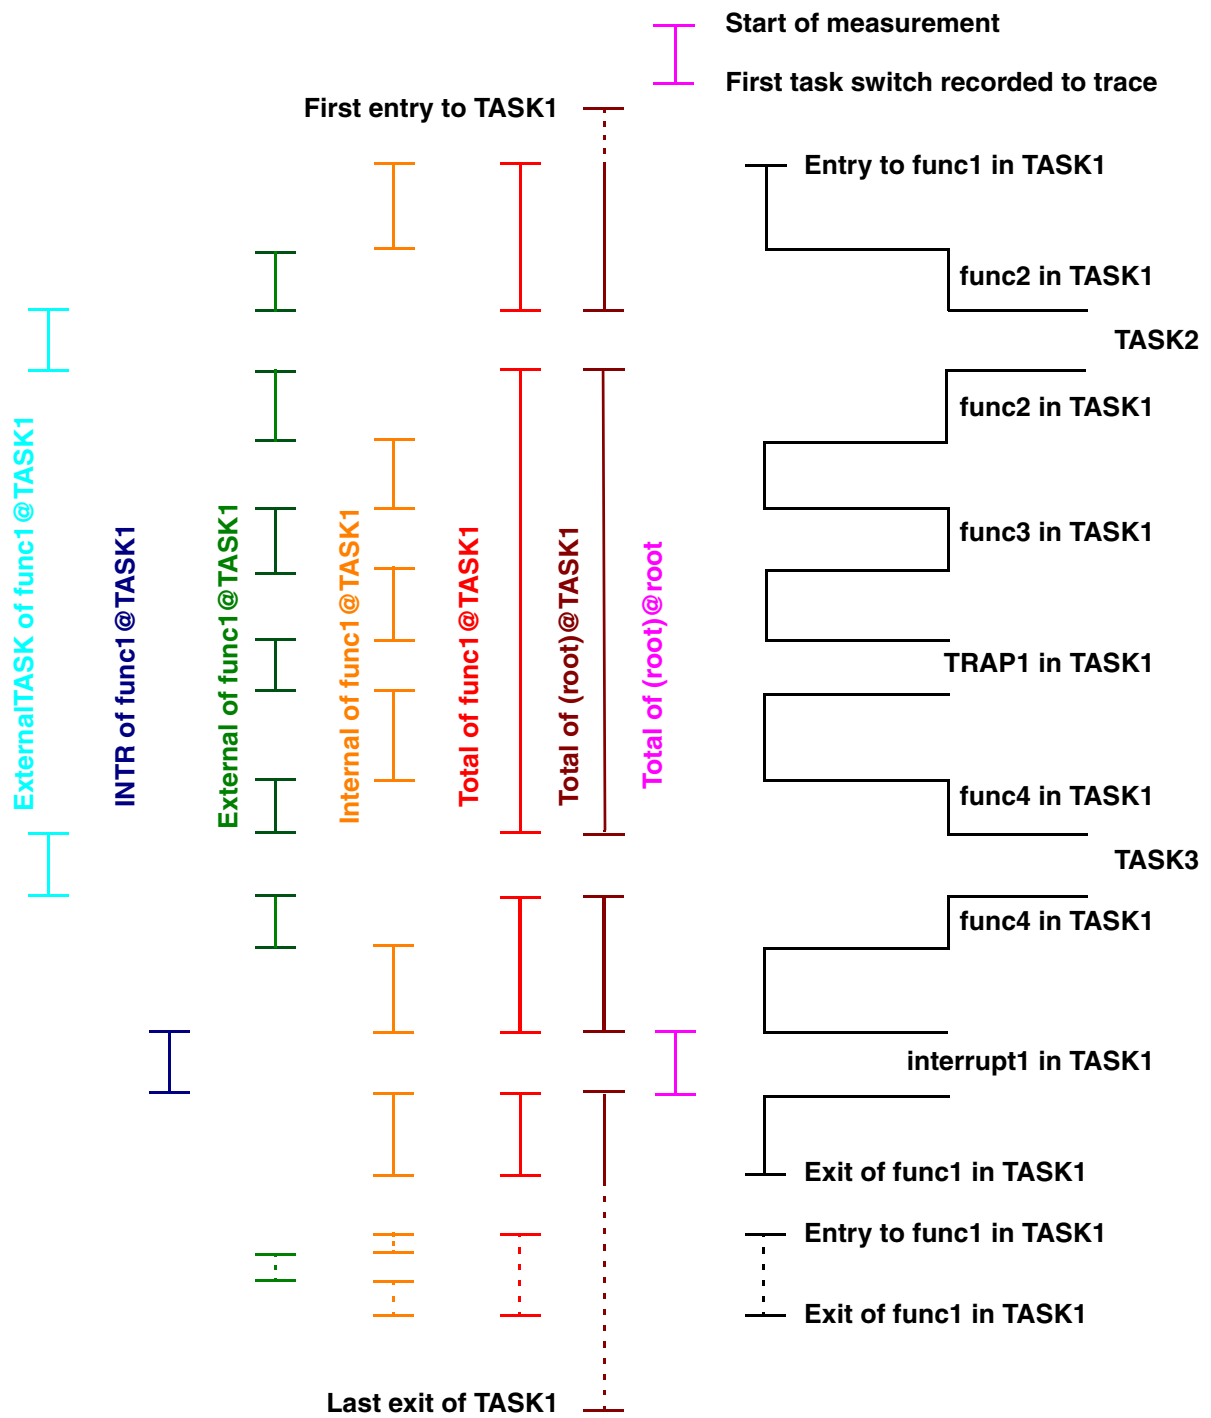 Start of measurement
First task switch recorded to trace
First entry to TASK1
Entry to func1 in TASK1
func2 in TASK1
TASK2
func2 in TASK1
func3 in TASK1
TRAP1 in TASK1
func4 in TASK1
TASK3
func4 in TASK1
interrupt1 in TASK1
Exit of func1 in TASK1
Entry to func1 in TASK1
Exit of func1 in TASK1
Last exit of TASK1
ExternalTASK of func1@TASK1
INTR of func1@TASK1
External of func1@TASK1
Internal of func1@TASK1
Total of func1@TASK1
Total of (root)@TASK1
Total of (root)@root